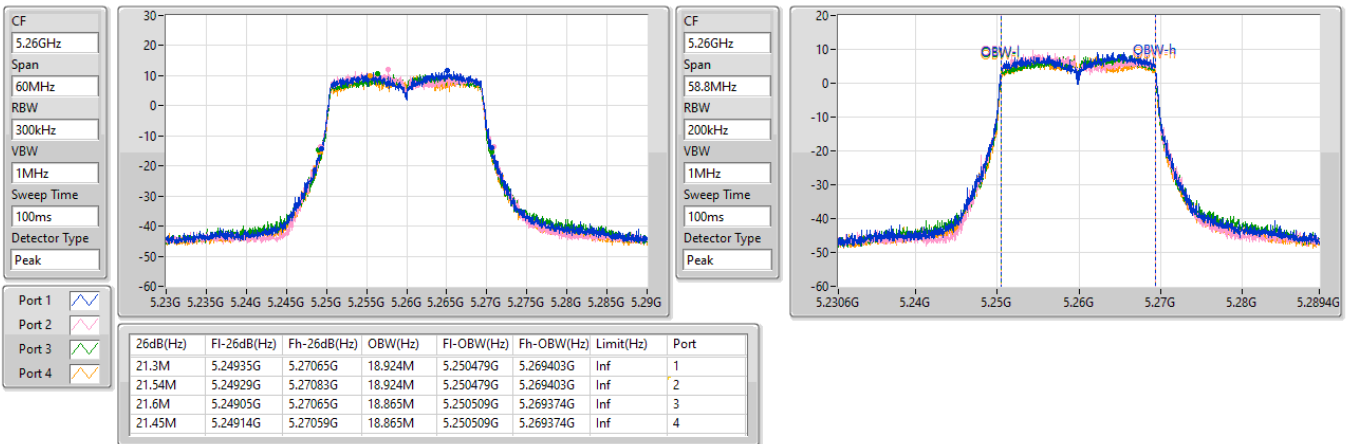 CF
5.26GHz
Span
60MHz
RBW
300kHz
VBW
1MHz
Sweep Time
100ms
Detector Type
Peak
30
20
10
0
-10
-20
-30
-40
-50
-60
5.23G 5.235G 5.24G 5.245G 5.25G 5.255G 5.26G 5.265G 5.27G 5.275G 5.28G 5.285G 5.29G
CF
5.26GHz
Span
58.8MHz
RBW
200kHz
VBW
1MHz
Sweep Time
100ms
Detector Type
Peak
20
10
0
-10
-20
-30
-40
-50
-60
OBW-l OBW-h
5.2306G 5.24G 5.25G 5.26G 5.27G 5.28G 5.2894G
Port 1
Port 2
Port 3
Port 4
26dB(Hz) Fl-26dB(Hz) Fh-26dB(Hz) OBW(Hz) Fl-OBW(Hz) Fh-OBW(Hz) Limit(Hz) Port
21.3M 5.24935G 5.27065G 18.924M 5.250479G 5.269403G Inf 1
21.54M 5.24929G 5.27083G 18.924M 5.250479G 5.269403G Inf 2
21.6M 5.24905G 5.27065G 18.865M 5.250509G 5.269374G Inf 3
21.45M 5.24914G 5.27059G 18.865M 5.250509G 5.269374G Inf 4